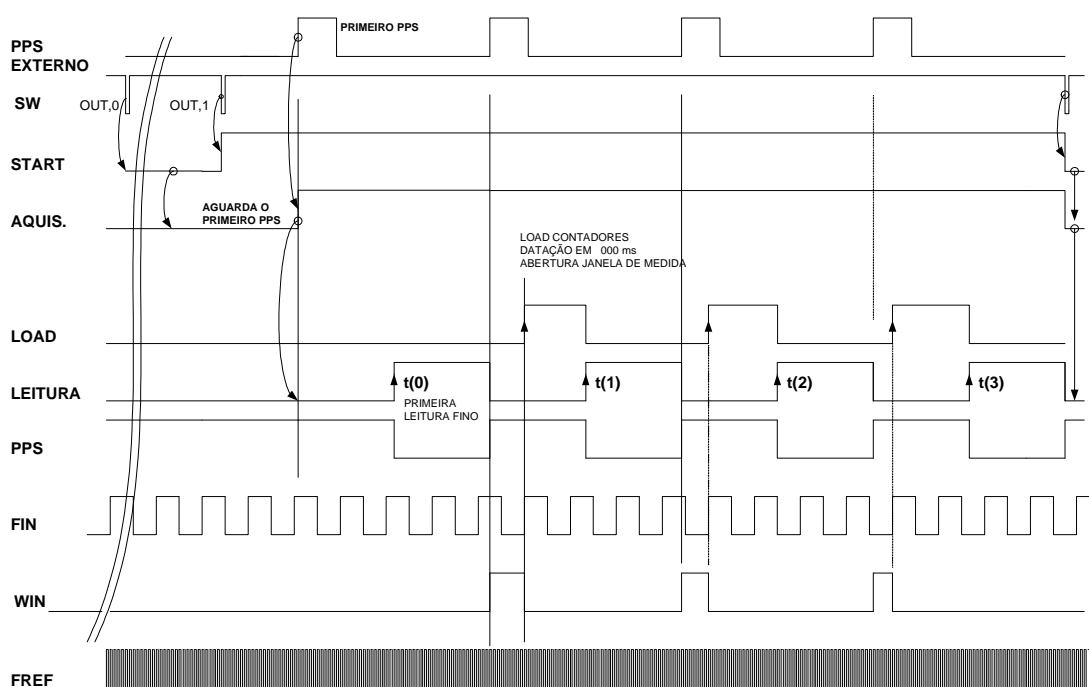 PRIMEIRO PPS
PPS
EXTERNO
SW
OUT,0
OUT,1
START
AQUIS.
AGUARDA O
PRIMEIRO PPS
LOAD CONTADORES
DATAÇÃO EM 000 ms
ABERTURA JANELA DE MEDIDA
LOAD
LEITURA
t(0)
t(1)
t(2)
t(3)
PRIMEIRA
LEITURA FINO
PPS
FIN
WIN
FREF